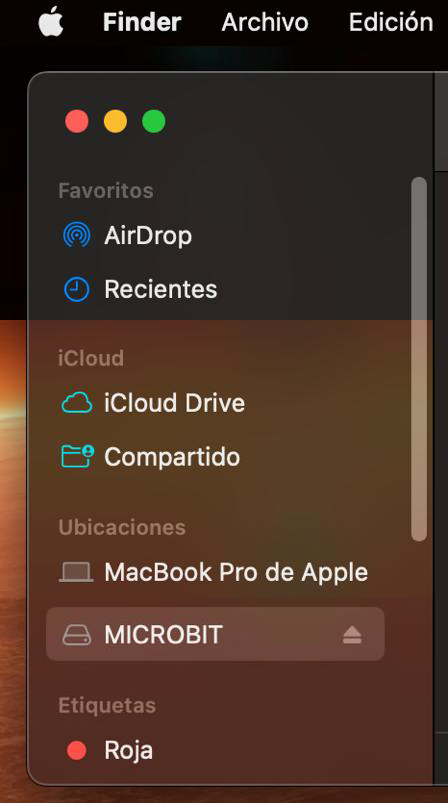 Finder Archivo Edición
Favoritos
AirDrop
Recientes
iCloud
iCloud Drive
Compartido
Ubicaciones
MacBook Pro de Apple
MICROBIT
Etiquetas
Roja